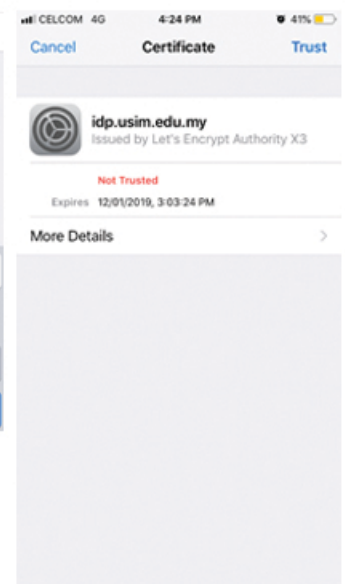 CELCOM 4G 4:24 PM 41%
Cancel Certificate Trust
idp.usim.edu.my
Issued by Let's Encrypt Authority X3
Not Trusted
Expires 12/01/2019, 3:03:24 PM
More Details